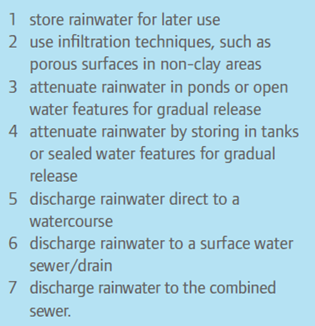 1 store rainwater for later use
2 use infiltration techniques, such as
porous surfaces in non-clay areas
3 attenuate rainwater in ponds or open
water features for gradual release
4 attenuate rainwater by storing in tanks
or sealed water features for gradual
release
5 discharge rainwater direct to a
watercourse
6 discharge rainwater to a surface water
sewer/drain
7 discharge rainwater to the combined
sewer.